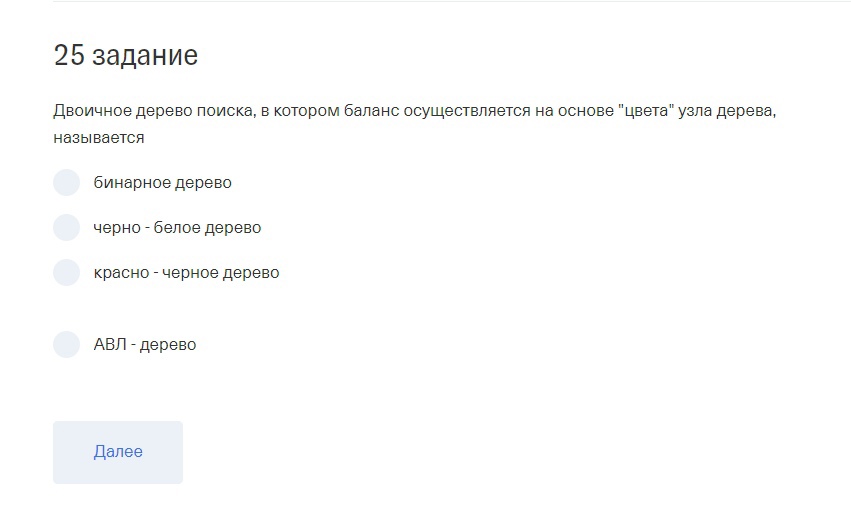 25 задание
Двоичное дерево поиска, в котором баланс осуществляется на основе "цвета" узла дерева,
называется
бинарное дерево
черно - белое дерево
красно - черное дерево
АВЛ - дерево
Далее